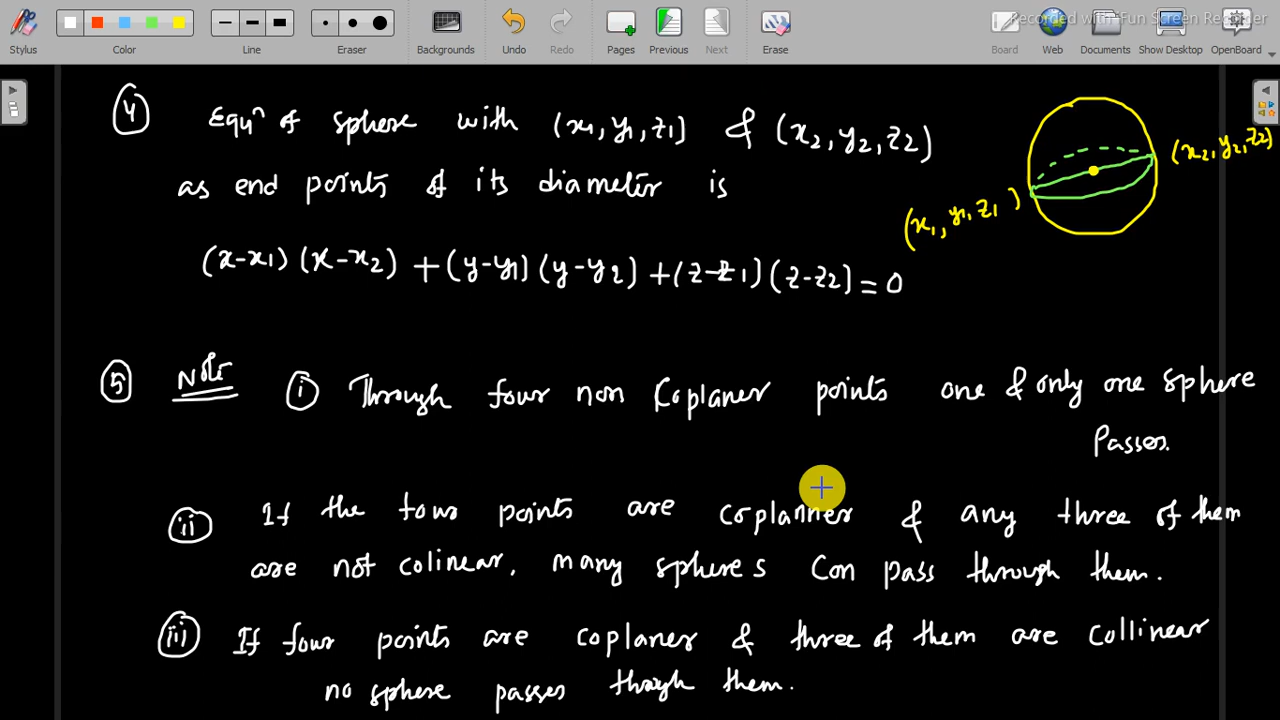 Recorded with Fun Screen Recorder
Stylus Color Line Eraser Backgrounds Undo Redo Pages Previous Next Erase Board Web Documents Show Desktop OpenBoard
④ Equⁿ of sphere with (x1, y1, z1) & (x2, y2, z2)
as end points of its diameter is
(x-x1) (x-x2) + (y-y1) (y-y2) + (z-z1) (z-z2) = 0
(x2, y2, z2)
(x1, y1, z1)
⑤ Note ⓘ Through four non Coplaner points one & only one sphere
Passes.
ii If the four points are coplanner & any three of them
are not colinear, many spheres Can pass through them.
iii If four points are coplaner & three of them are collinear
no sphere passes though them.